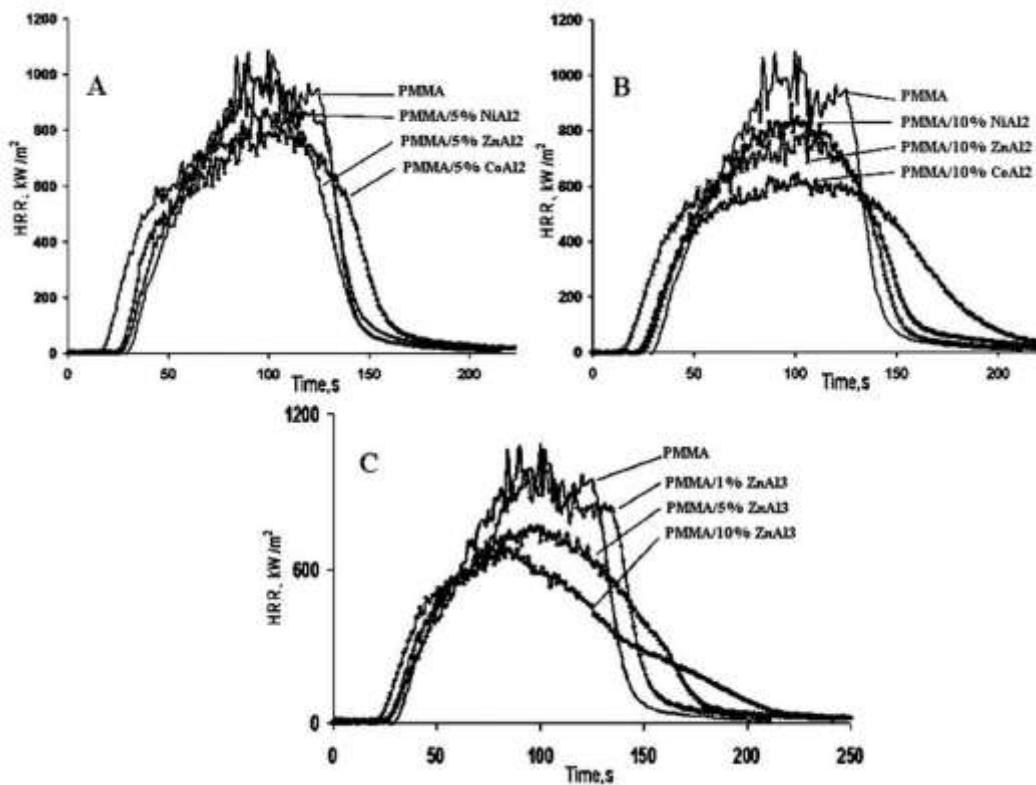 A
HRR, kW/m²
1200
1000
800
600
400
200
0
0 50 100 150 200
Time,s
PMMA
PMMA/5% NiAl2
PMMA/5% ZnAl2
PMMA/5% CoAl2
B
HRR, kW/m²
1200
1000
800
600
400
200
0
0 50 100 150 200
Time,s
PMMA
PMMA/10% NiAl2
PMMA/10% ZnAl2
PMMA/10% CoAl2
C
HRR, kW/m²
1200
600
0
0 50 100 150 200 250
Time,s
PMMA
PMMA/1% ZnAl3
PMMA/5% ZnAl3
PMMA/10% ZnAl3